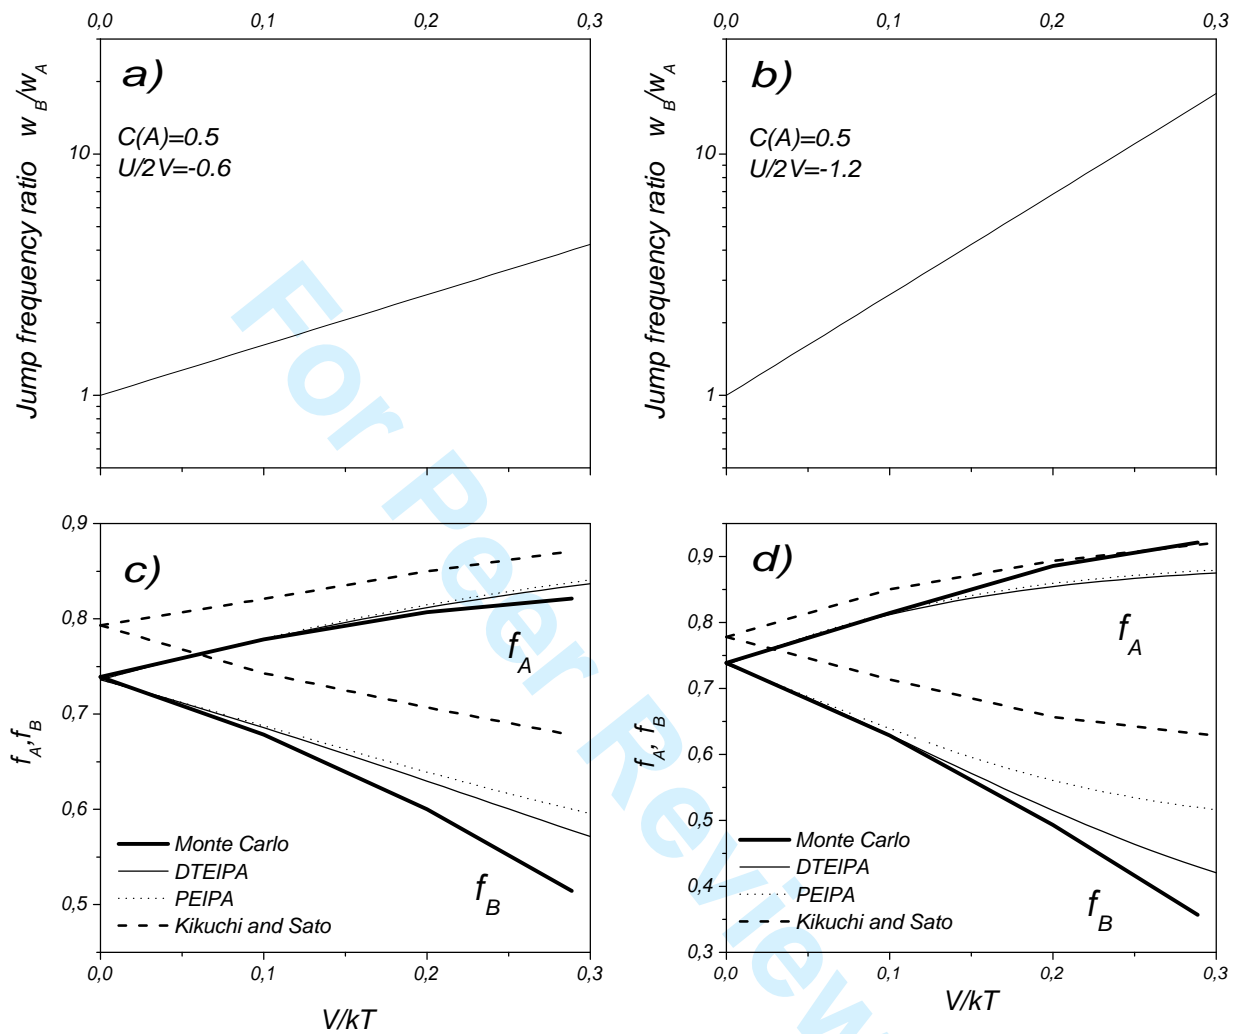 0,0 0,1 0,2 0,3
a)
C(A)=0.5
U/2V=-0.6
10
1
Jump frequency ratio w_B/w_A
0,0 0,1 0,2 0,3
b)
C(A)=0.5
U/2V=-1.2
10
1
Jump frequency ratio w_B/w_A
0,9
0,8
0,7
0,6
0,5
f_A, f_B
c)
f_A
f_B
Monte Carlo
DTEIPA
PEIPA
Kikuchi and Sato
0,0 0,1 0,2 0,3
V/kT
0,9
0,8
0,7
0,6
0,5
0,4
0,3
f_A, f_B
d)
f_A
f_B
Monte Carlo
DTEIPA
PEIPA
Kikuchi and Sato
0,0 0,1 0,2 0,3
V/kT
For Peer Review